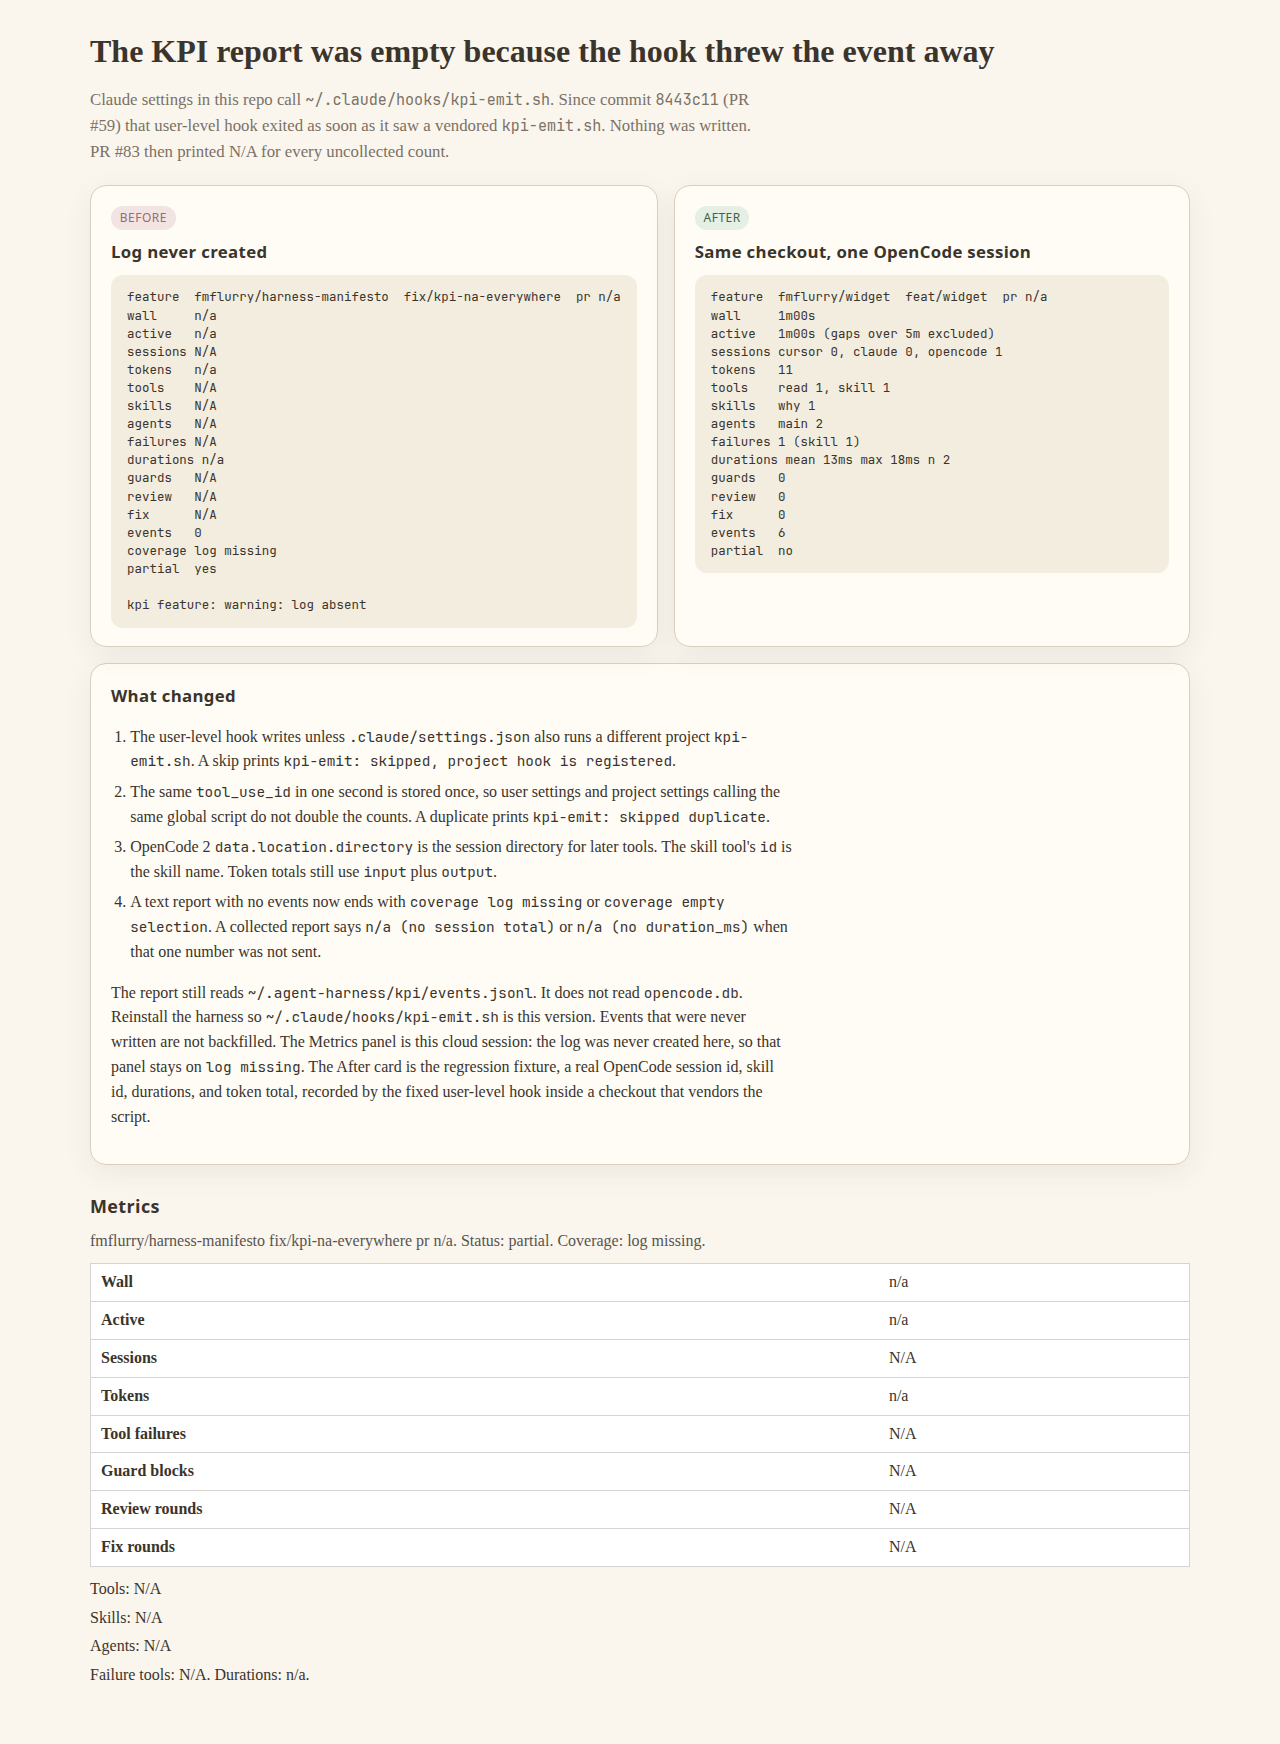 The KPI report was empty because the hook threw the event away
Claude settings in this repo call ~/.claude/hooks/kpi-emit.sh. Since commit 8443c11 (PR
#59) that user-level hook exited as soon as it saw a vendored kpi-emit.sh. Nothing was written.
PR #83 then printed N/A for every uncollected count.
BEFORE
Log never created
feature  fmflurry/harness-manifesto  fix/kpi-na-everywhere  pr n/a
wall     n/a
active   n/a
sessions N/A
tokens   n/a
tools    N/A
skills   N/A
agents   N/A
failures N/A
durations n/a
guards   N/A
review   N/A
fix      N/A
events   0
coverage log missing
partial  yes
kpi feature: warning: log absent
AFTER
Same checkout, one OpenCode session
feature  fmflurry/widget  feat/widget  pr n/a
wall     1m00s
active   1m00s (gaps over 5m excluded)
sessions cursor 0, claude 0, opencode 1
tokens   11
tools    read 1, skill 1
skills   why 1
agents   main 2
failures 1 (skill 1)
durations mean 13ms max 18ms n 2
guards   0
review   0
fix      0
events   6
partial  no
What changed
1. The user-level hook writes unless .claude/settings.json also runs a different project kpi-
emit.sh. A skip prints kpi-emit: skipped, project hook is registered.
2. The same tool_use_id in one second is stored once, so user settings and project settings calling the
same global script do not double the counts. A duplicate prints kpi-emit: skipped duplicate.
3. OpenCode 2 data.location.directory is the session directory for later tools. The skill tool's id is
the skill name. Token totals still use input plus output.
4. A text report with no events now ends with coverage log missing or coverage empty
selection. A collected report says n/a (no session total) or n/a (no duration_ms) when
that one number was not sent.
The report still reads ~/.agent-harness/kpi/events.jsonl. It does not read opencode.db.
Reinstall the harness so ~/.claude/hooks/kpi-emit.sh is this version. Events that were never
written are not backfilled. The Metrics panel is this cloud session: the log was never created here, so that
panel stays on log missing. The After card is the regression fixture, a real OpenCode session id, skill
id, durations, and token total, recorded by the fixed user-level hook inside a checkout that vendors the
script.
Metrics
fmflurry/harness-manifesto fix/kpi-na-everywhere pr n/a. Status: partial. Coverage: log missing.
Wall n/a
Active n/a
Sessions N/A
Tokens n/a
Tool failures N/A
Guard blocks N/A
Review rounds N/A
Fix rounds N/A
Tools: N/A
Skills: N/A
Agents: N/A
Failure tools: N/A. Durations: n/a.